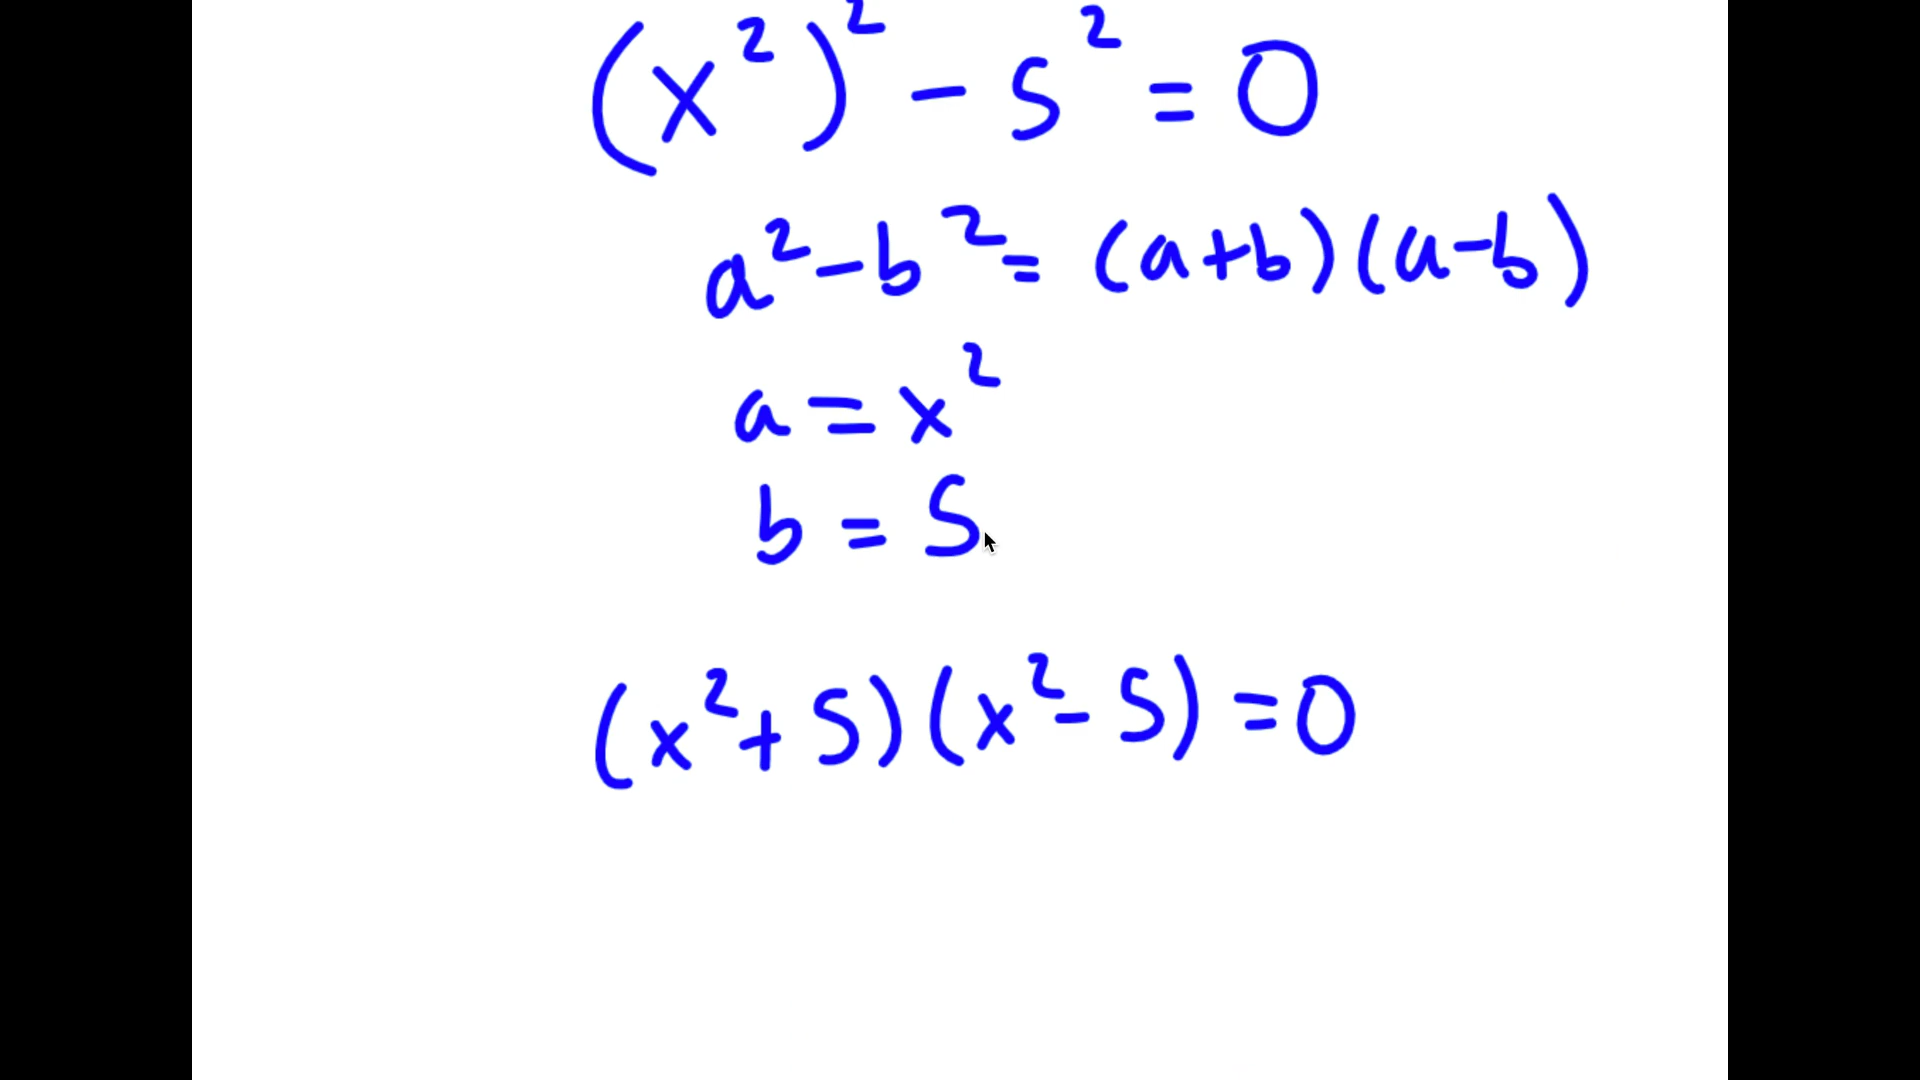 (x²)² - 5² = 0
a² - b² = (a+b)(a-b)
a = x²
b = 5
(x² + 5)(x² - 5) = 0